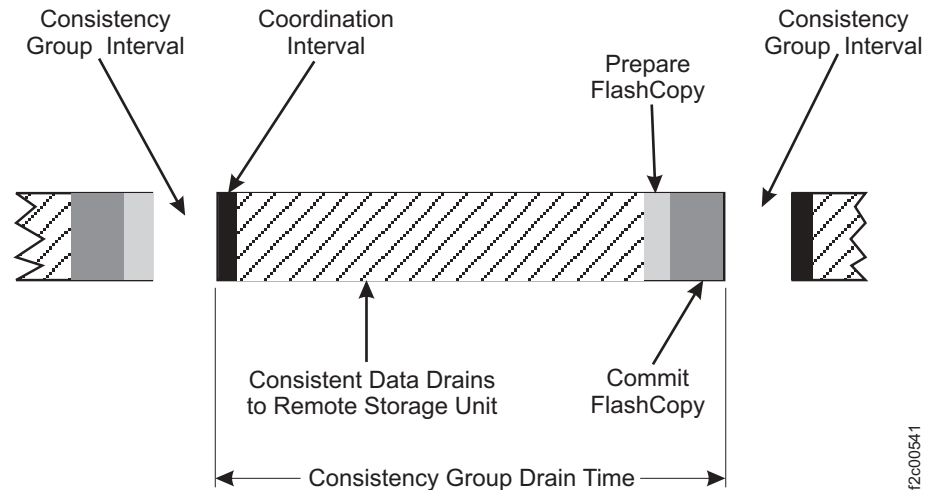 Consistency
Group Interval
Coordination
Interval
Prepare
FlashCopy
Consistency
Group Interval
Consistent Data Drains
to Remote Storage Unit
Commit
FlashCopy
Consistency Group Drain Time
f2c00541